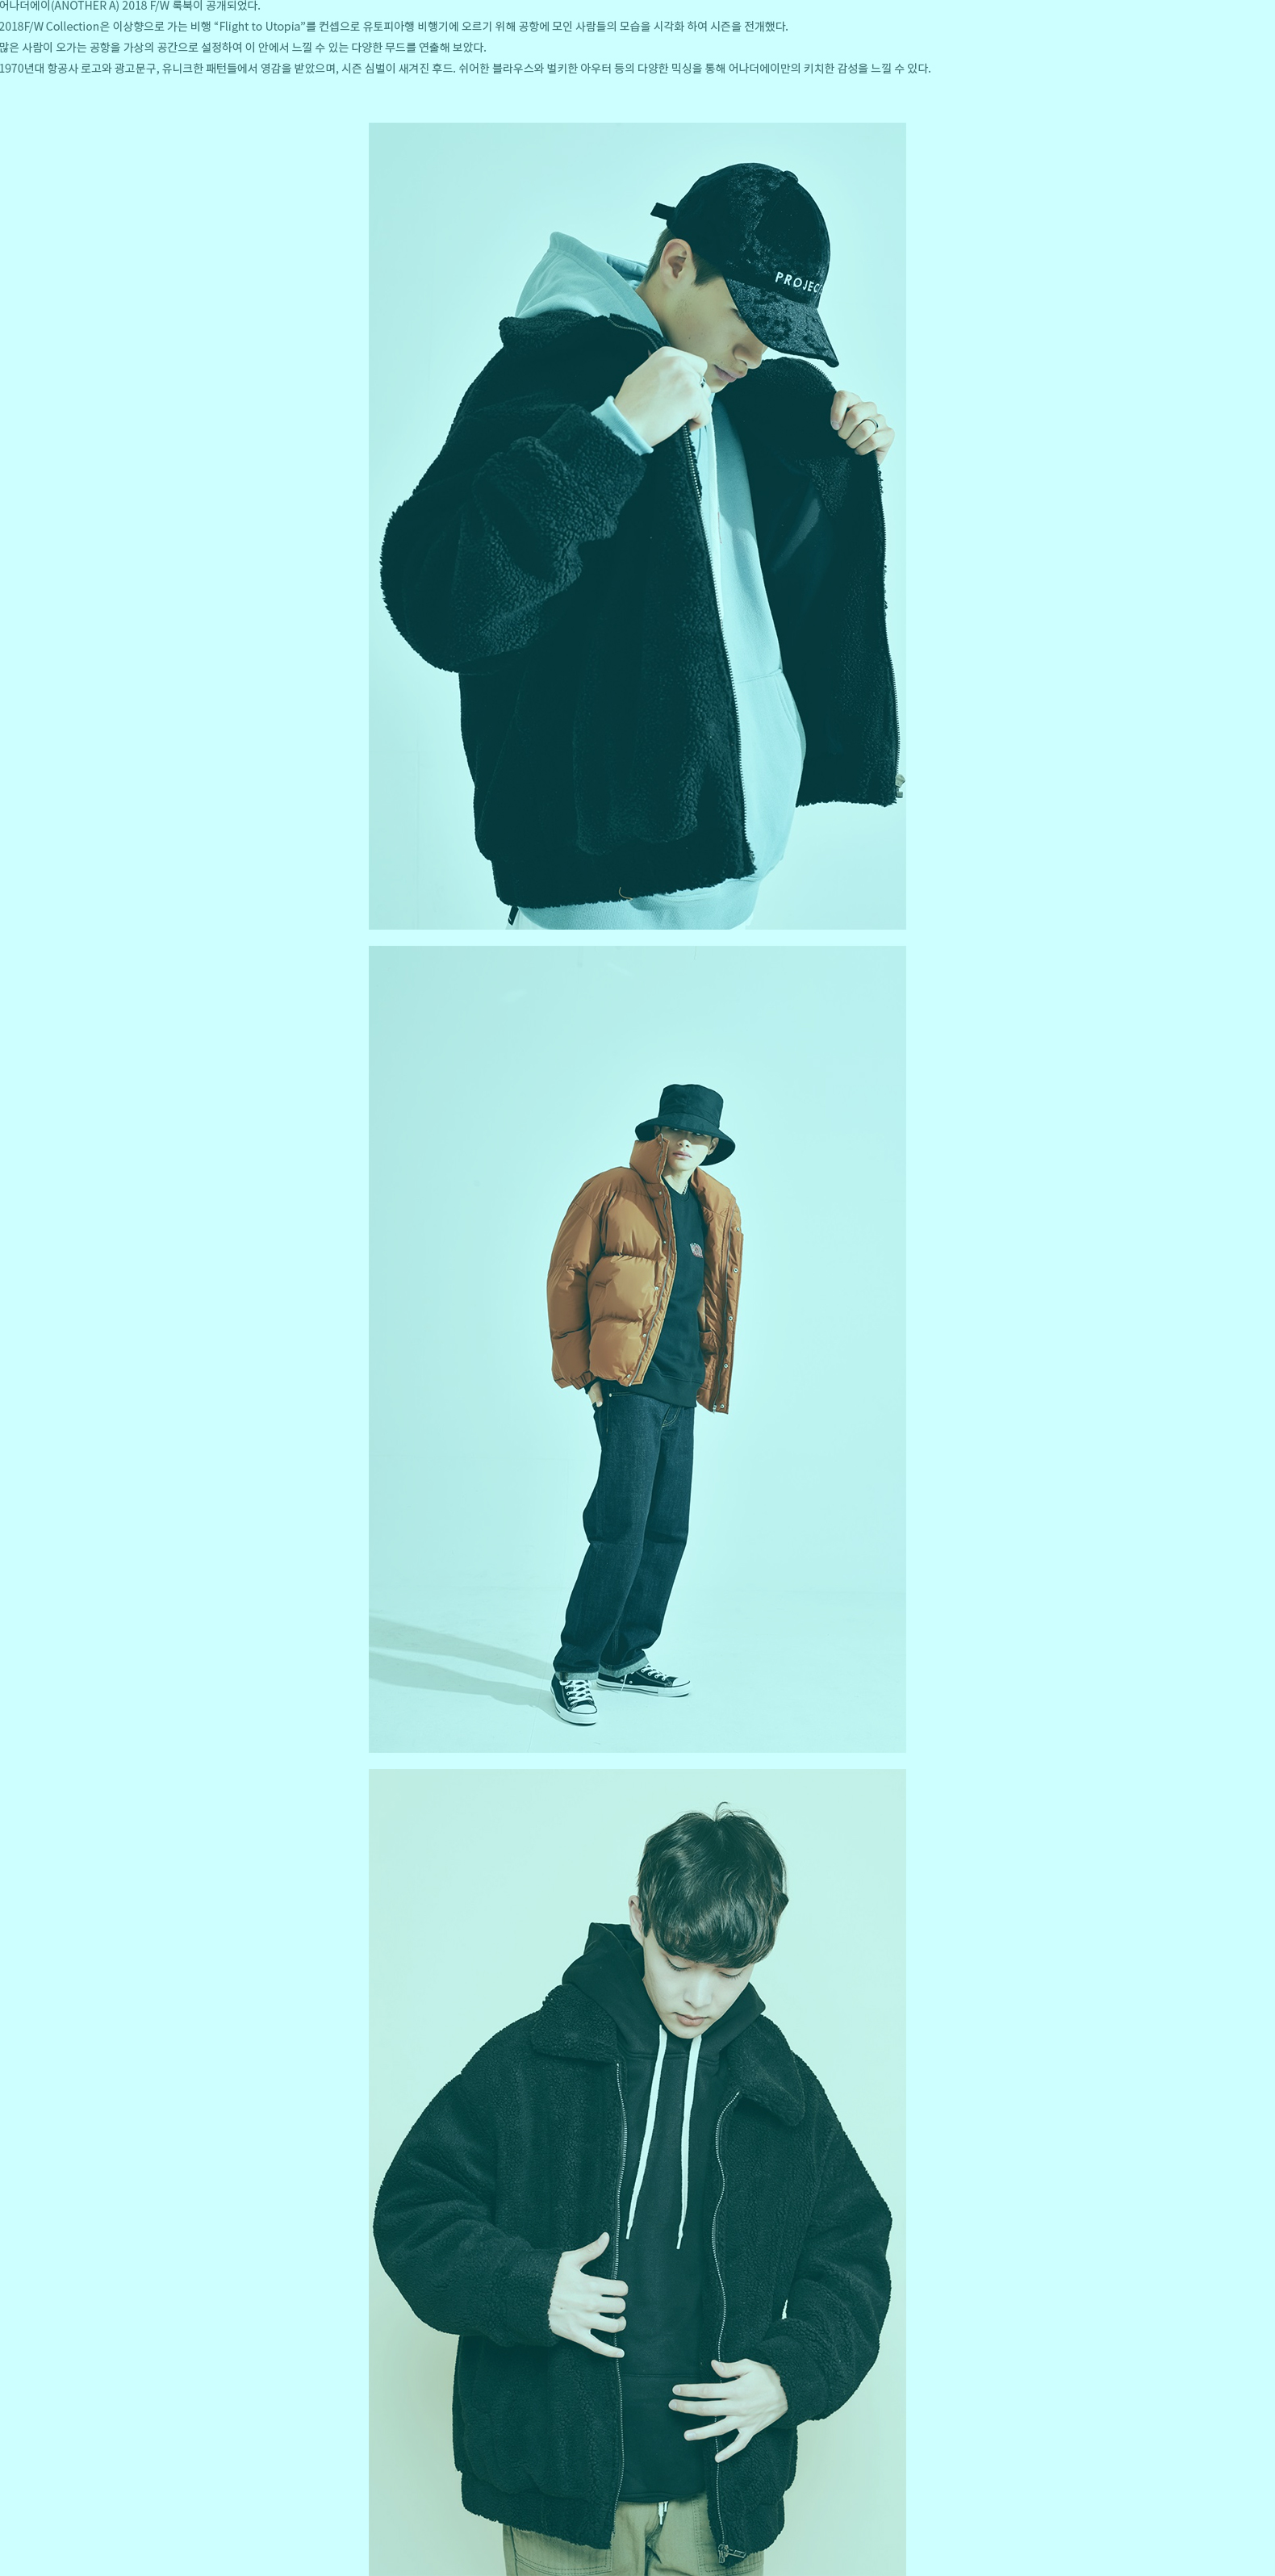 어나더에이(ANOTHER A) 2018 F/W 룩북이 공개되었다.
2018F/W Collection은 이상향으로 가는 비행 “Flight to Utopia”를 컨셉으로 유토피아행 비행기에 오르기 위해 공항에 모인 사람들의 모습을 시각화 하여 시즌을 전개했다.
많은 사람이 오가는 공항을 가상의 공간으로 설정하여 이 안에서 느낄 수 있는 다양한 무드를 연출해 보았다.
1970년대 항공사 로고와 광고문구, 유니크한 패턴들에서 영감을 받았으며, 시즌 심벌이 새겨진 후드. 쉬어한 블라우스와 벌키한 아우터 등의 다양한 믹싱을 통해 어나더에이만의 키치한 감성을 느낄 수 있다.
PROJEC